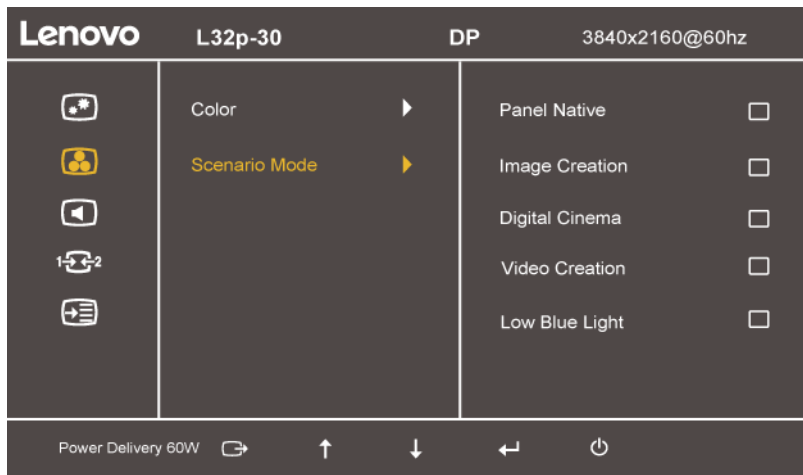 Lenovo L32p-30 DP 3840x2160@60hz
Color
Scenario Mode
Panel Native
Image Creation
Digital Cinema
Video Creation
Low Blue Light
1 2
Power Delivery 60W